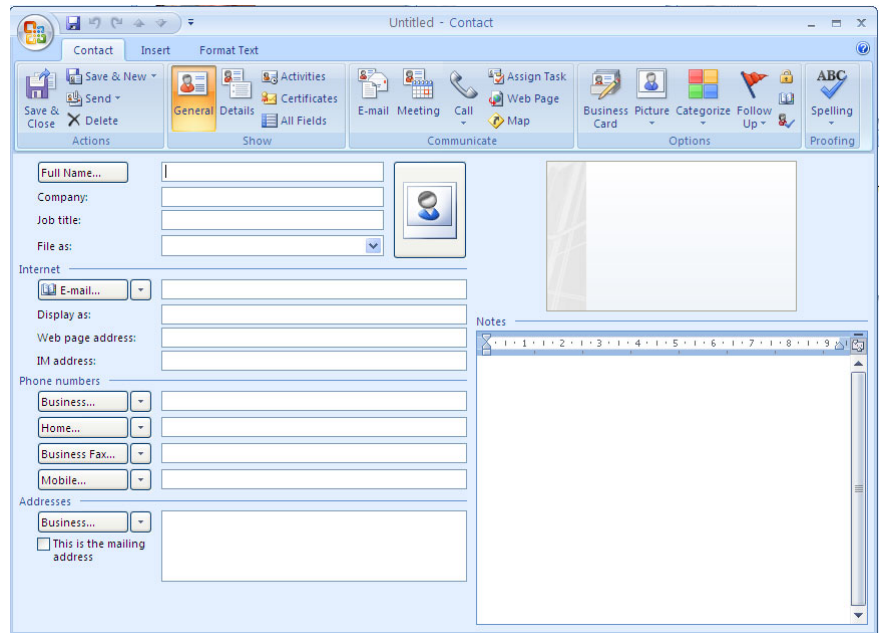 Untitled - Contact
Contact Insert Format Text
Save & Close
Save & New
Send
Delete
Actions
General
Details
Activities
Certificates
All Fields
Show
E-mail
Meeting
Call
Assign Task
Web Page
Map
Communicate
Business Card
Picture
Categorize
Follow Up
Options
ABC
Spelling
Proofing
Full Name...
Company:
Job title:
File as:
Internet
E-mail...
Display as:
Web page address:
IM address:
Phone numbers
Business...
Home...
Business Fax...
Mobile...
Addresses
Business...
This is the mailing
address
Notes
1 2 3 4 5 6 7 8 9